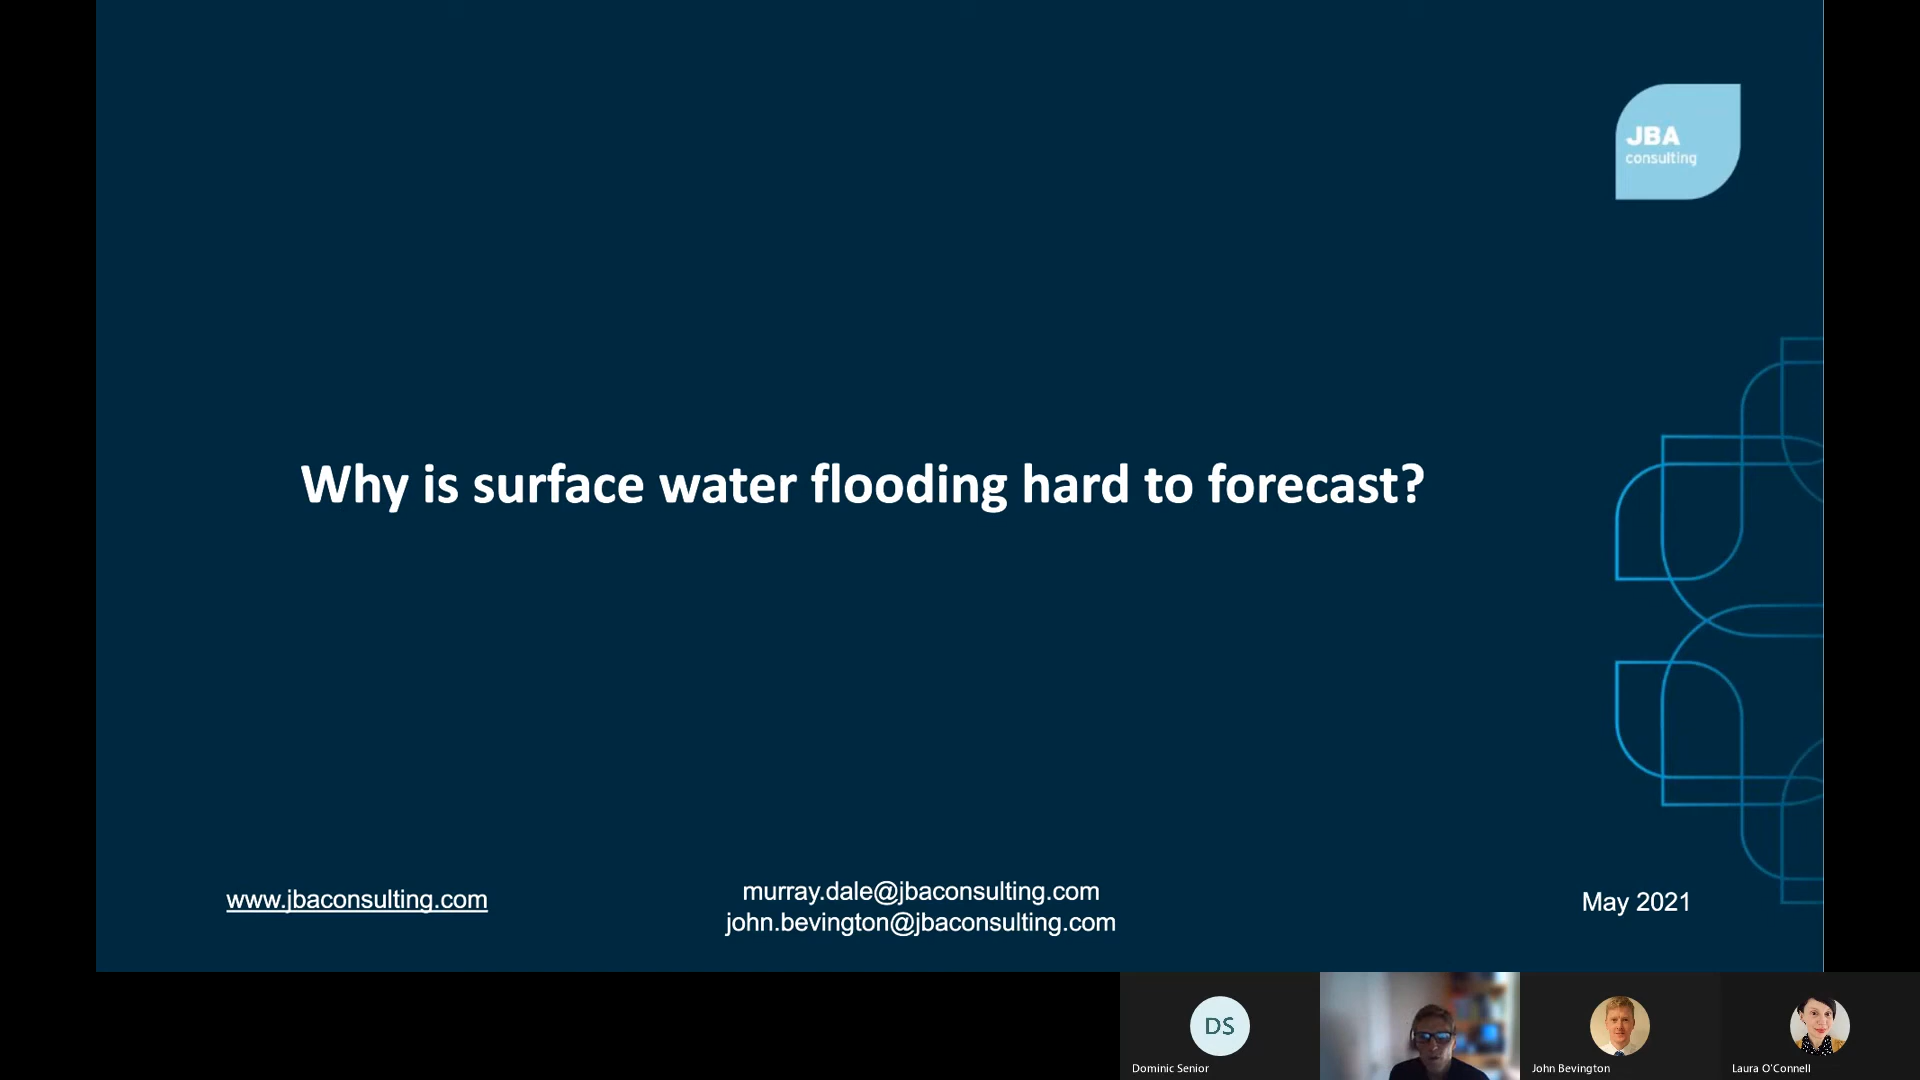 JBA
consulting
Why is surface water flooding hard to forecast?
www.jbaconsulting.com
murray.dale@jbaconsulting.com
john.bevington@jbaconsulting.com
May 2021
DS
Dominic Senior
John Bevington
Laura O'Connell